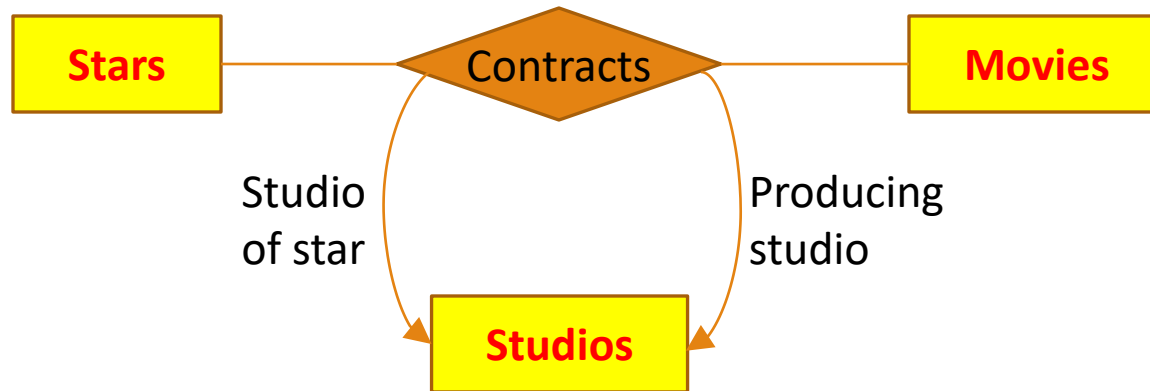 Stars
Contracts
Movies
Studio
of star
Producing
studio
Studios